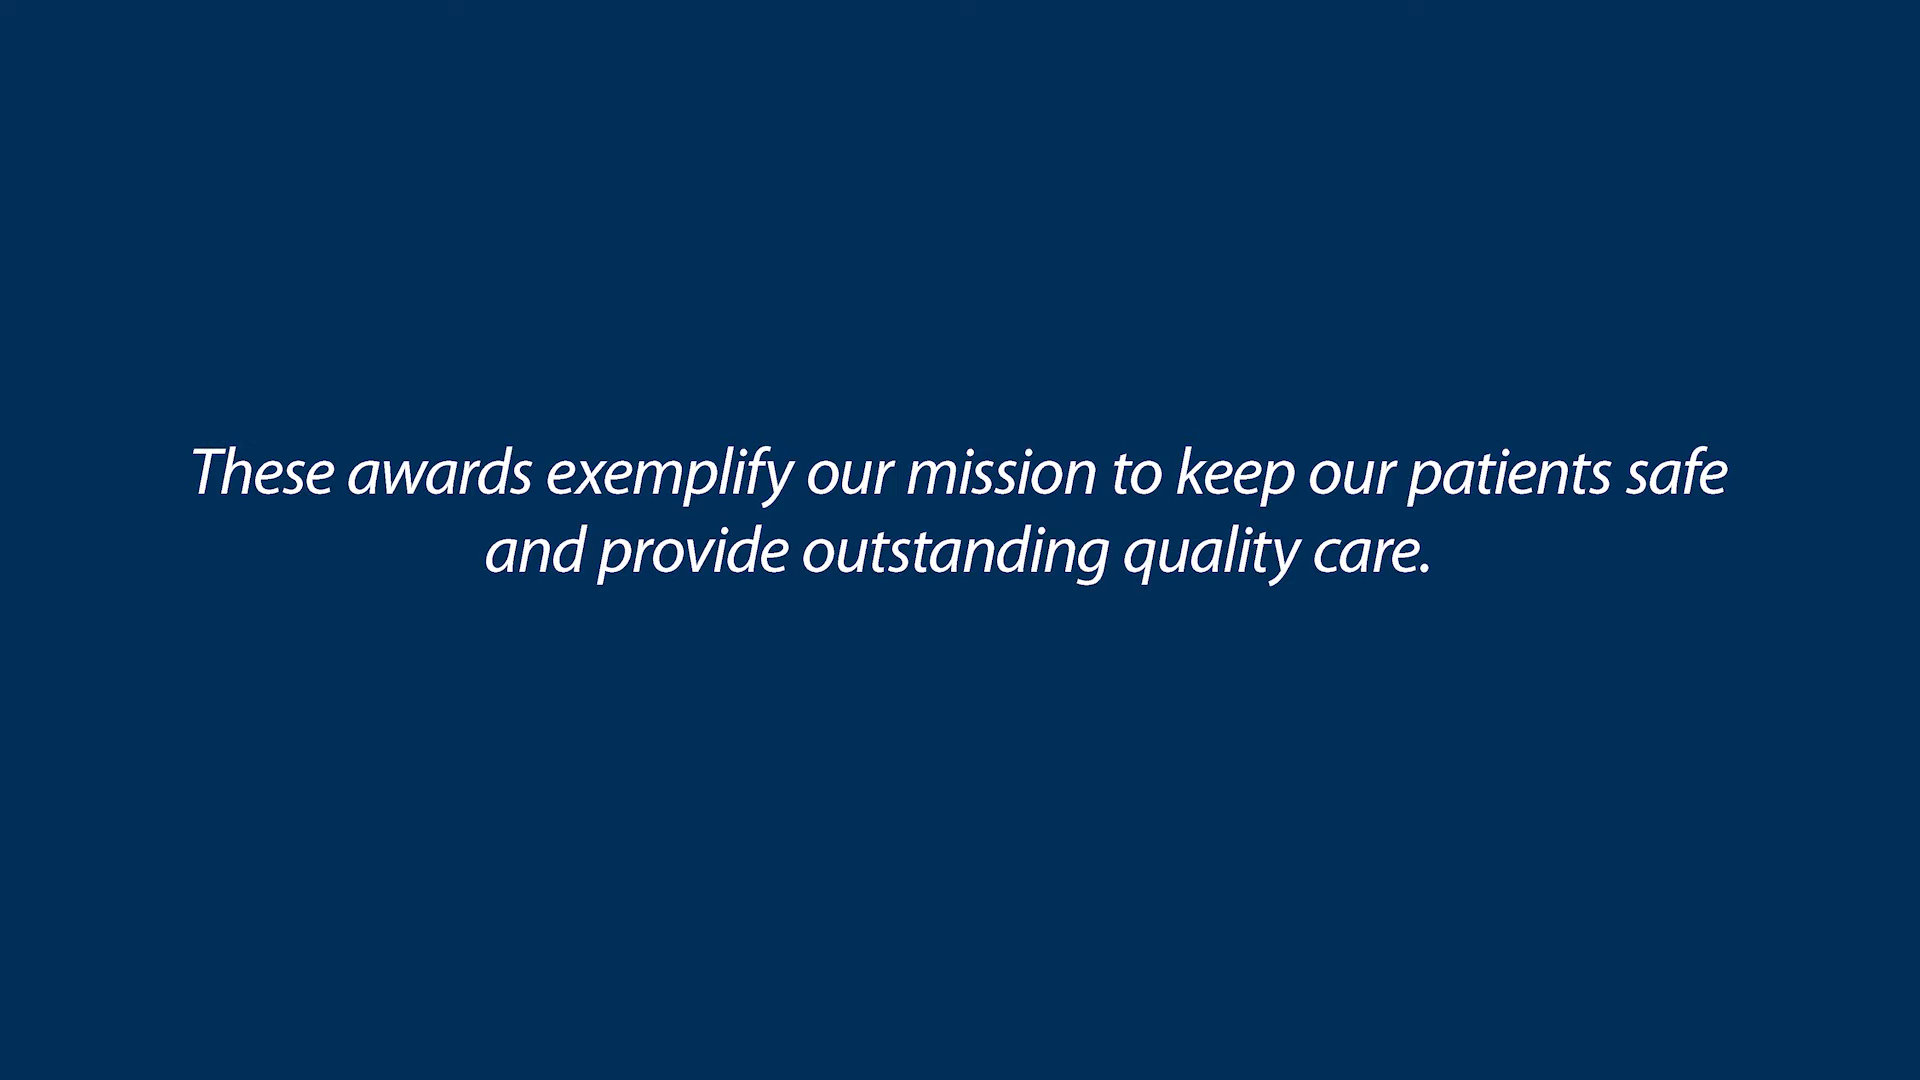 These awards exemplify our mission to keep our patients safe
and provide outstanding quality care.